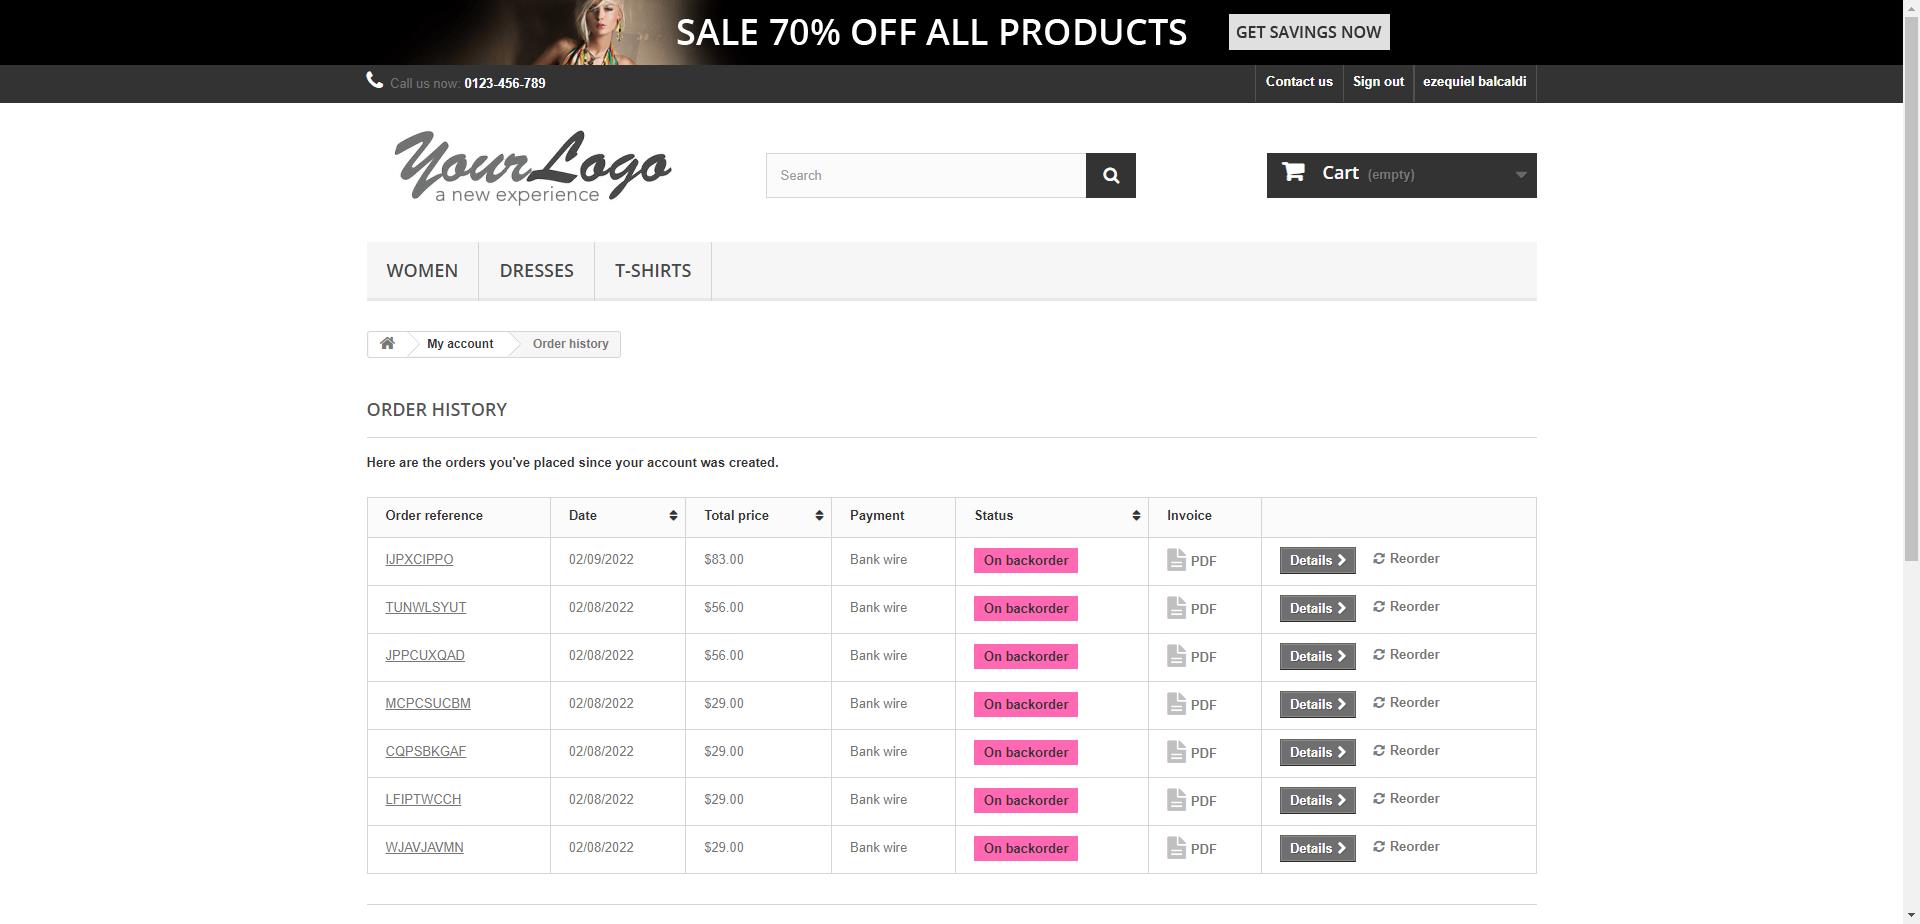 SALE 70% OFF ALL PRODUCTS GET SAVINGS NOW
Call us now: 0123-456-789 Contact us Sign out ezequiel balcaldi
Your Logo
a new experience
Search
Cart (empty)
WOMEN DRESSES T-SHIRTS
My account Order history
ORDER HISTORY
Here are the orders you've placed since your account was created.
Order reference Date Total price Payment Status Invoice
IJPXCIPPO 02/09/2022 $83.00 Bank wire On backorder PDF Details Reorder
TUNWLSYUT 02/08/2022 $56.00 Bank wire On backorder PDF Details Reorder
JPPCUXQAD 02/08/2022 $56.00 Bank wire On backorder PDF Details Reorder
MCPCSUCBM 02/08/2022 $29.00 Bank wire On backorder PDF Details Reorder
CQPSBKGAF 02/08/2022 $29.00 Bank wire On backorder PDF Details Reorder
LFIPTWCCH 02/08/2022 $29.00 Bank wire On backorder PDF Details Reorder
WJAVJAVMN 02/08/2022 $29.00 Bank wire On backorder PDF Details Reorder